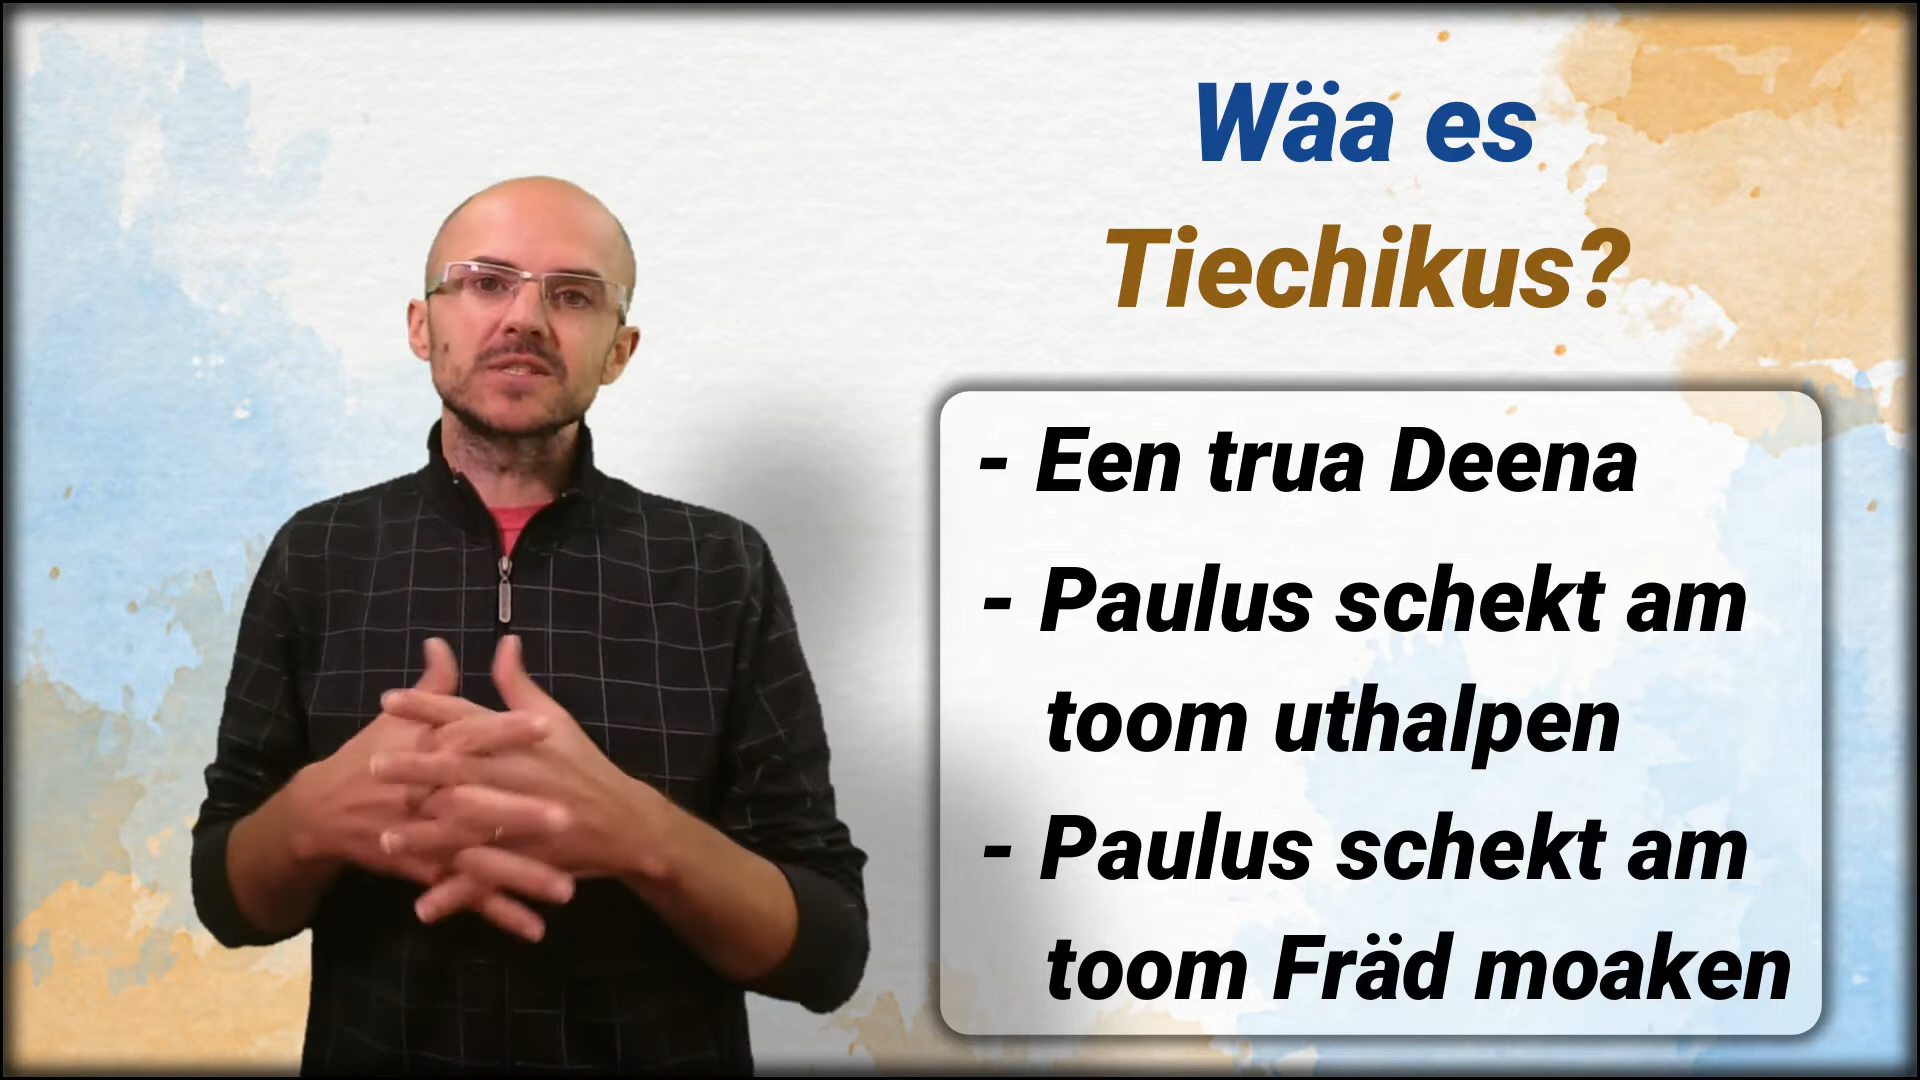 Wäa es
Tiechikus?
- Een trua Deena
- Paulus schekt am
toom uthalpen
- Paulus schekt am
toom Fräd moaken